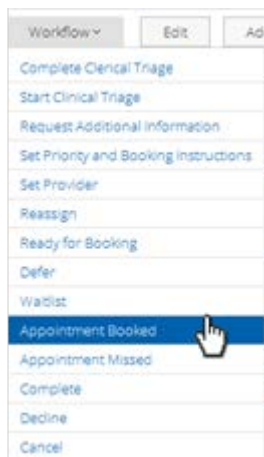 Workflow Edit Ad
Complete Clerical Triage
Start Clinical Triage
Request Additional Information
Set Priority and Booking Instructions
Set Provider
Reassign
Ready for Booking
Defer
Waitlist
Appointment Booked
Appointment Missed
Complete
Decline
Cancel